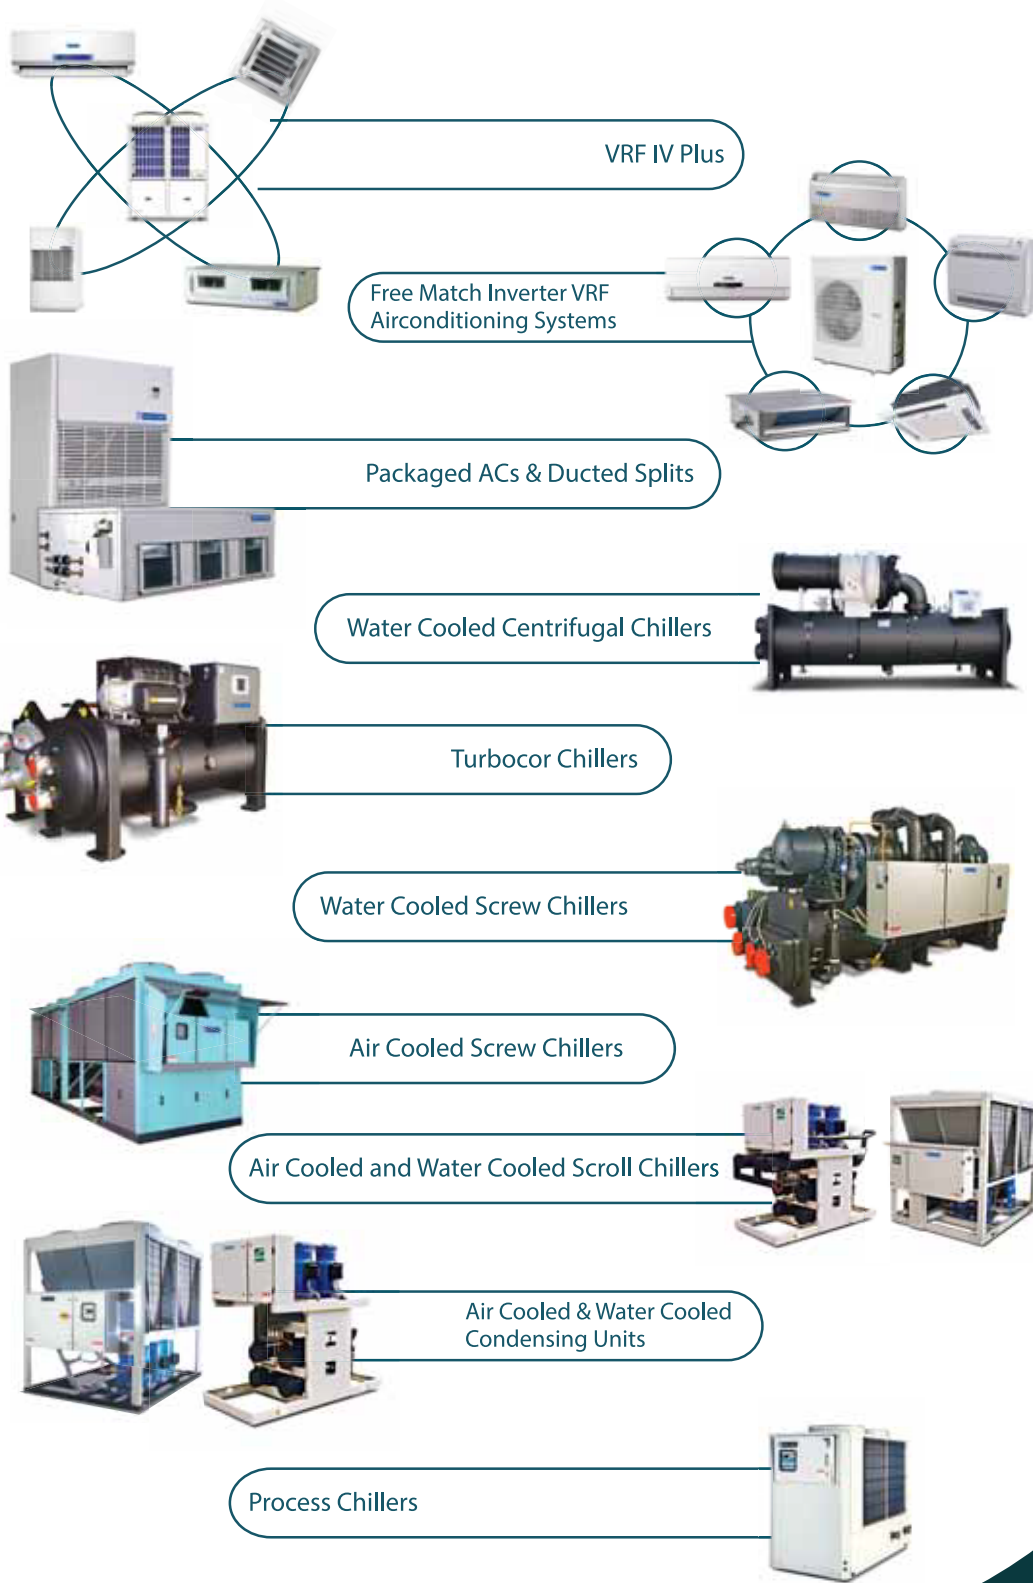 VRF IV Plus
Free Match Inverter VRF
Airconditioning Systems
Packaged ACs & Ducted Splits
Water Cooled Centrifugal Chillers
Turbocor Chillers
Water Cooled Screw Chillers
Air Cooled Screw Chillers
Air Cooled and Water Cooled Scroll Chillers
Air Cooled & Water Cooled
Condensing Units
Process Chillers